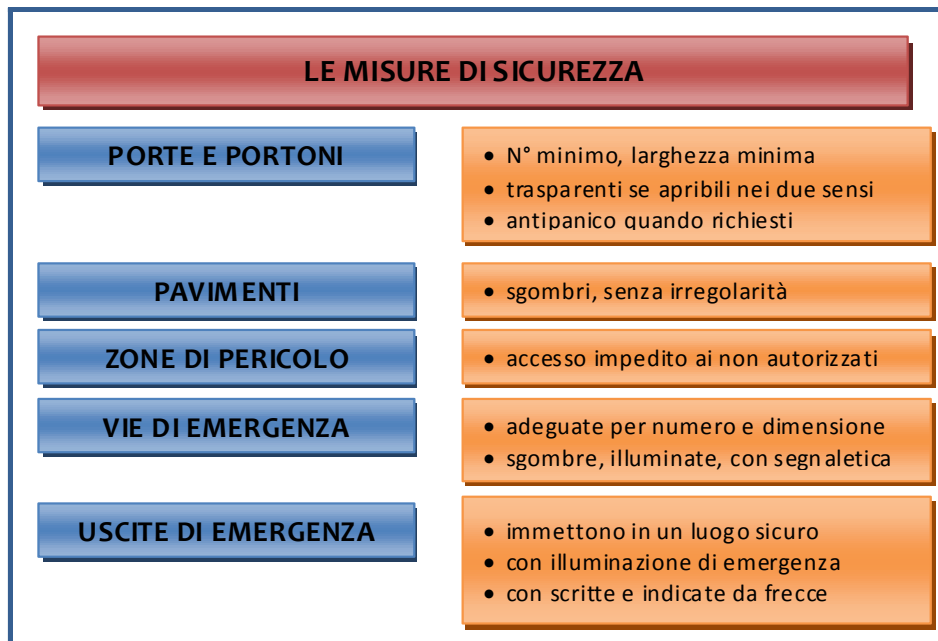 LE MISURE DI SICUREZZA
PORTE E PORTONI
• N° minimo, larghezza minima
• trasparenti se apribili nei due sensi
• antipanico quando richiesti
PAVIMENTI
• sgombri, senza irregolarità
ZONE DI PERICOLO
• accesso impedito ai non autorizzati
VIE DI EMERGENZA
• adeguate per numero e dimensione
• sgombre, illuminate, con segnaletica
USCITE DI EMERGENZA
• immettono in un luogo sicuro
• con illuminazione di emergenza
• con scritte e indicate da frecce